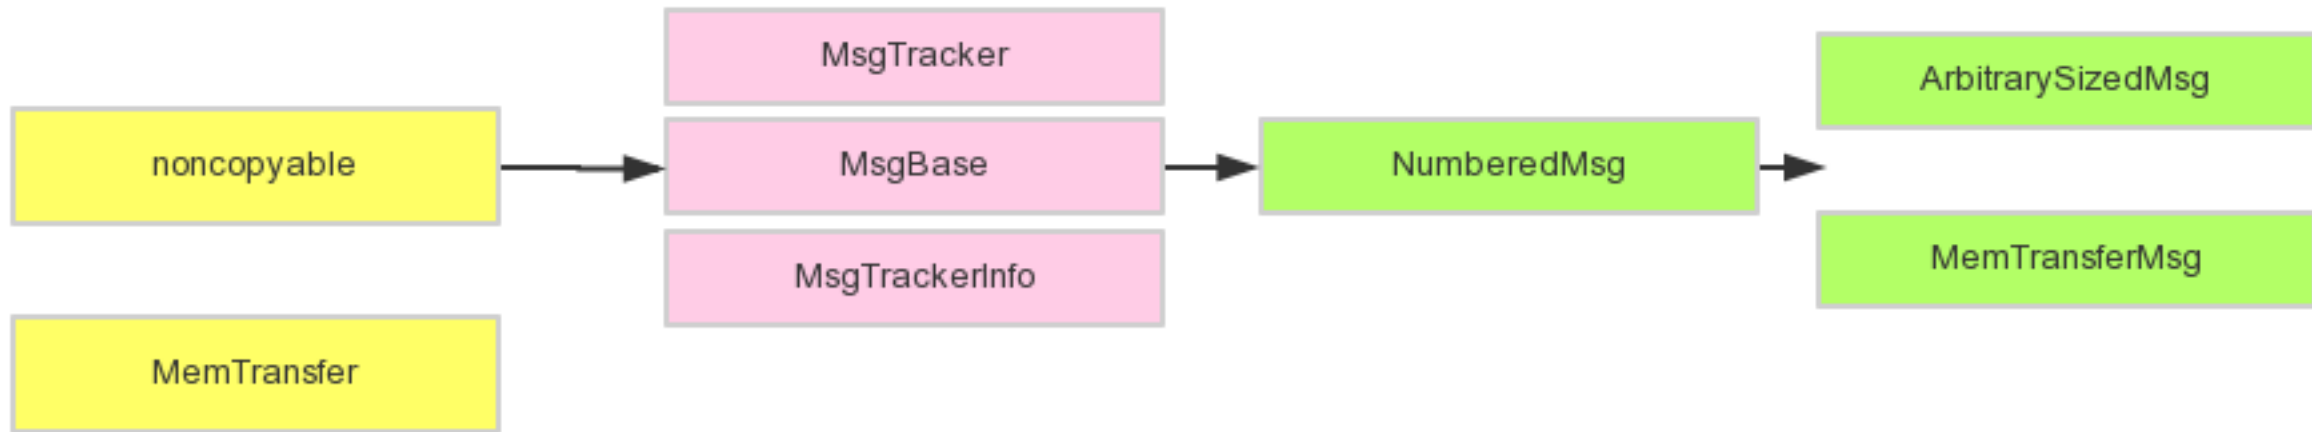 MsgTracker
ArbitrarySizedMsg
noncopyable
MsgBase
NumberedMsg
MemTransferMsg
MsgTrackerInfo
MemTransfer